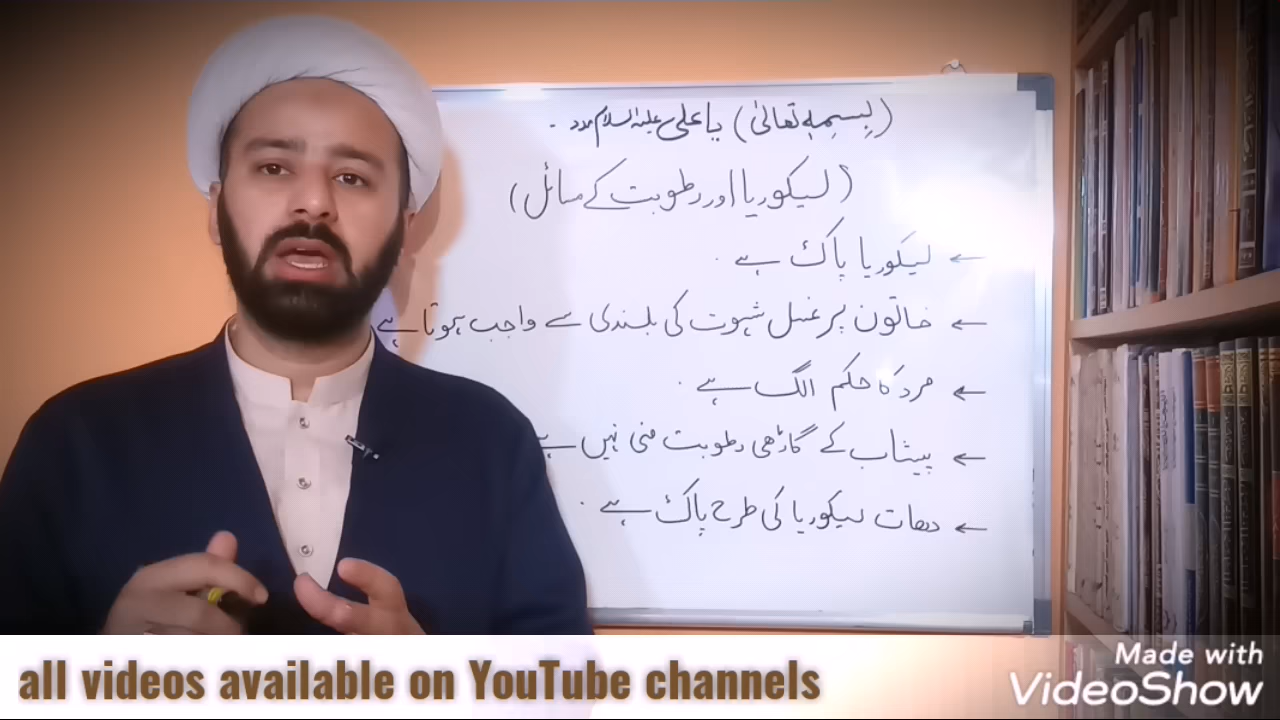 (بِسمِہٖ تعالیٰ) یا علی علیہ السلام مدد ۔
(لیکوریا اور رطوبت کے مسائل)
← لیکوریا پاک ہے ۔
← خاتون پر غسل شہوت کی بلندی سے واجب ہوتا ہے
← مرد کا حکم الگ ہے ۔
← پیشاب کے گاڑھی رطوبت منی نہیں ہے
← دھات لیکوریا کی طرح پاک ہے ۔
all videos available on YouTube channels
Made with
VideoShow